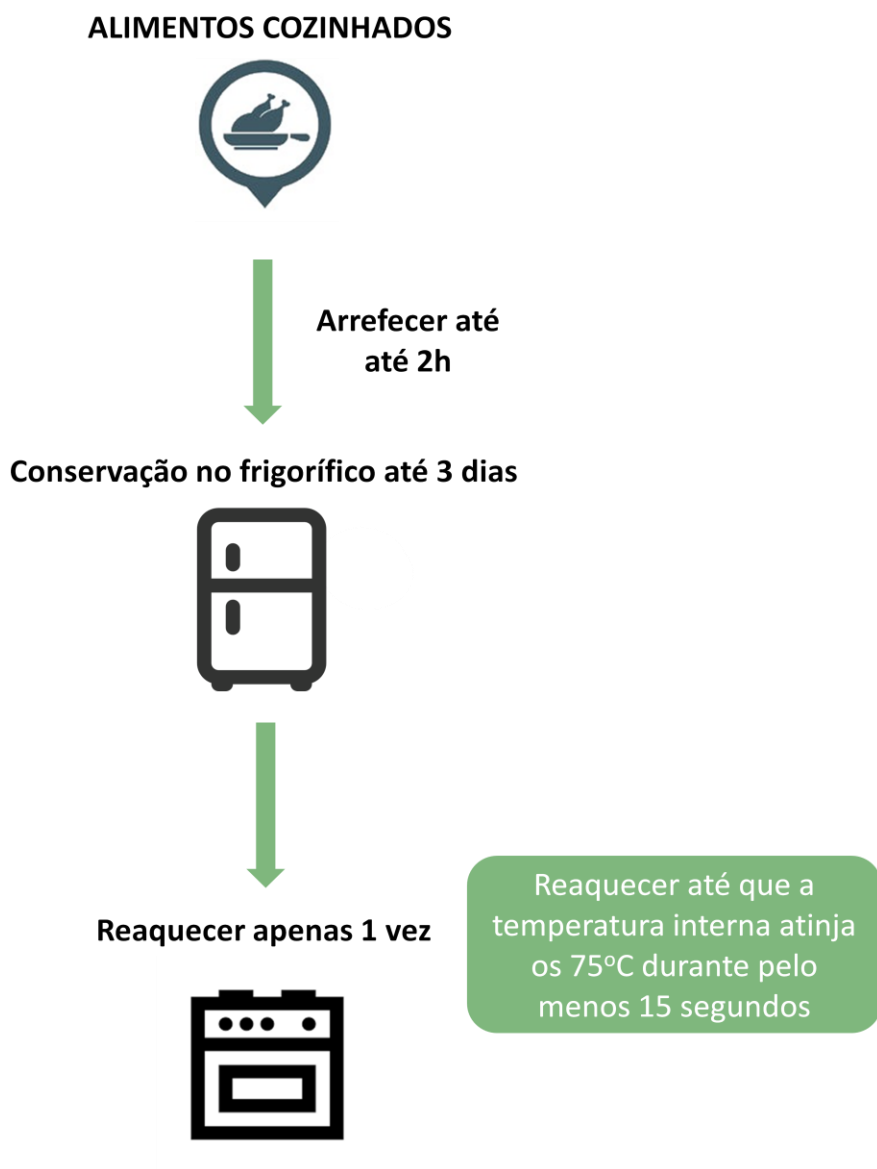 ALIMENTOS COZINHADOS
Arrefecer até
até 2h
Conservação no frigorífico até 3 dias
Reaquecer apenas 1 vez
Reaquecer até que a
temperatura interna atinja
os 75ºC durante pelo
menos 15 segundos